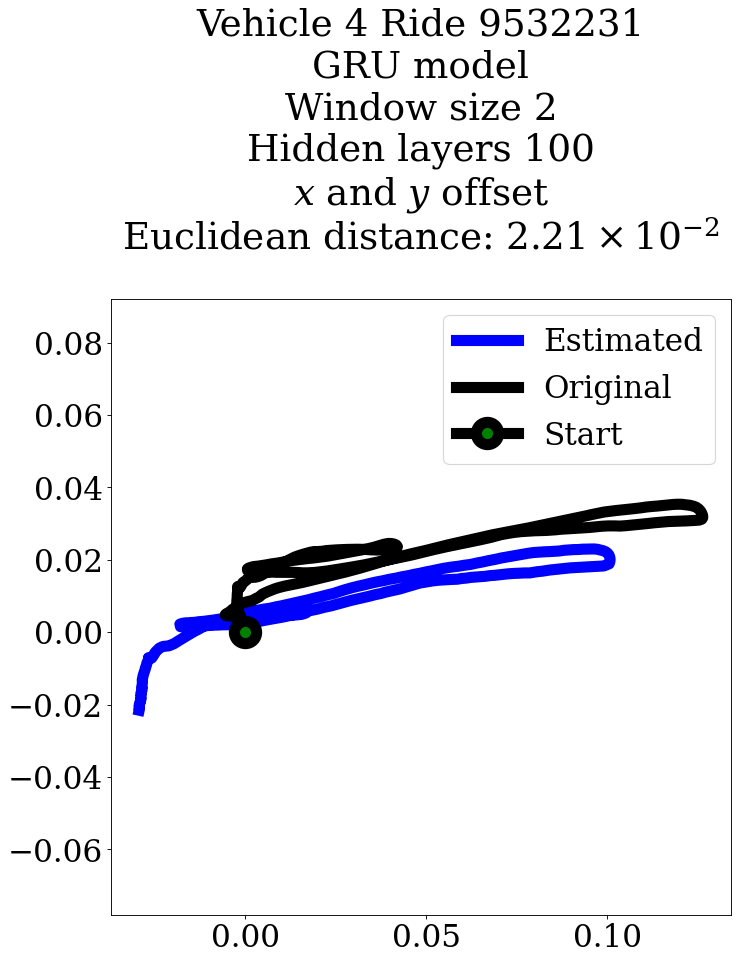 Vehicle 4 Ride 9532231
GRU model
Window size 2
Hidden layers 100
x and y offset
Euclidean distance: 2.21 × 10⁻²
Estimated
Original
Start
0.08
0.06
0.04
0.02
0.00
−0.02
−0.04
−0.06
0.00 0.05 0.10